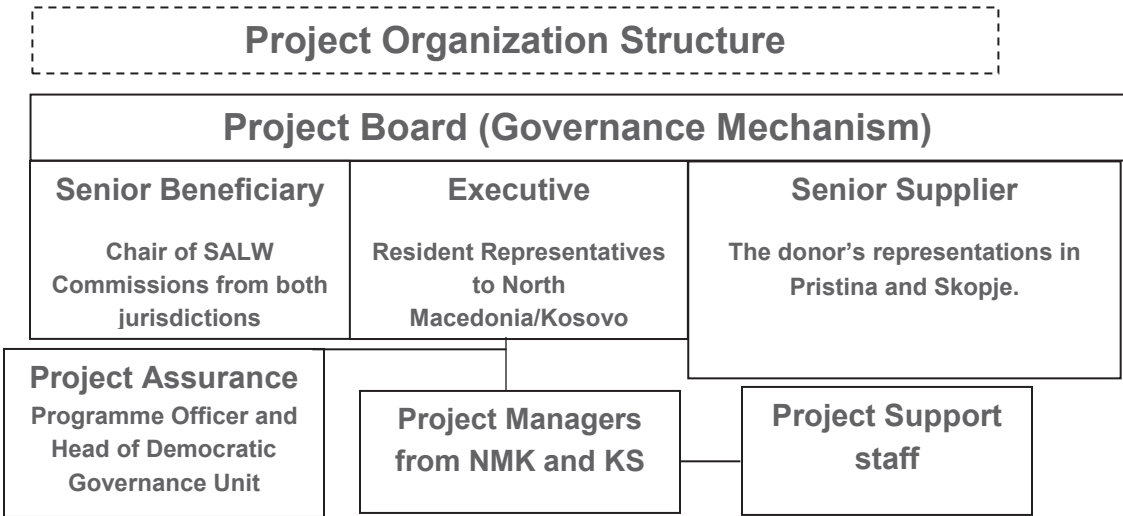 Project Organization Structure
Project Board (Governance Mechanism)
Senior Beneficiary
Chair of SALW
Commissions from both
jurisdictions
Executive
Resident Representatives
to North
Macedonia/Kosovo
Senior Supplier
The donor’s representations in
Pristina and Skopje.
Project Assurance
Programme Officer and
Head of Democratic
Governance Unit
Project Managers
from NMK and KS
Project Support
staff